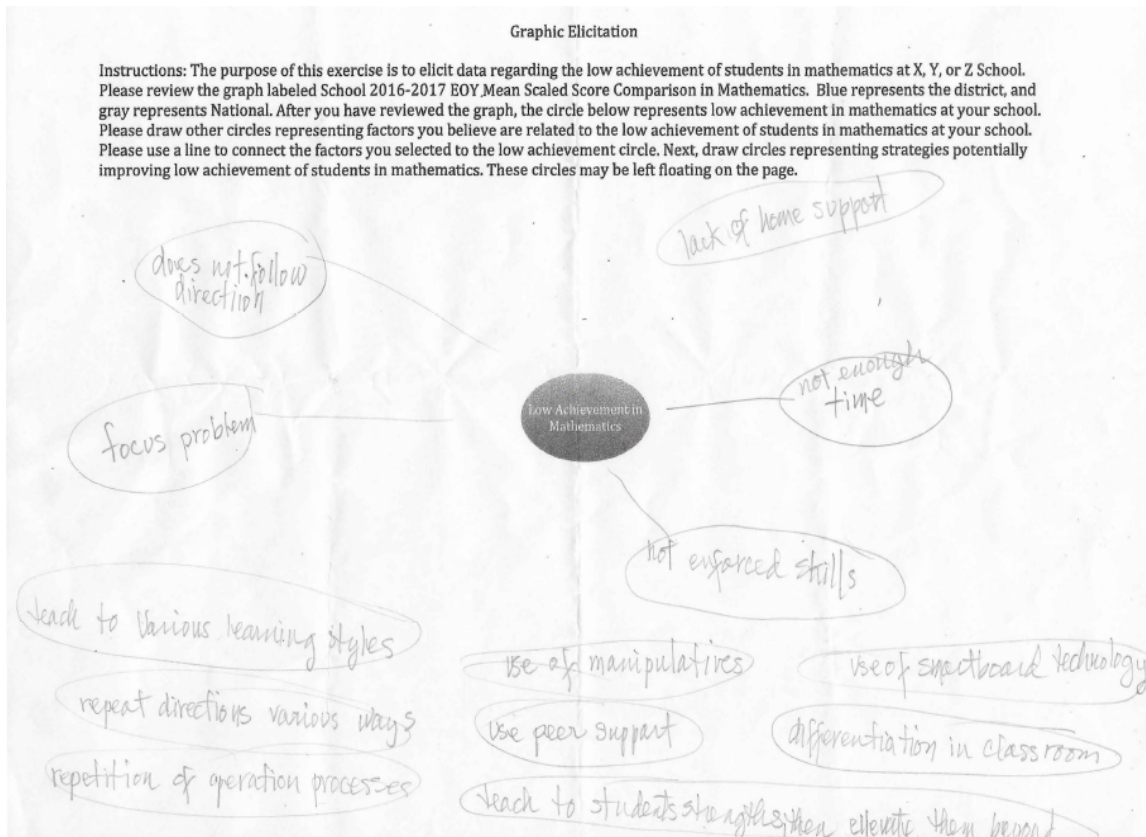 Graphic Elicitation
Instructions: The purpose of this exercise is to elicit data regarding the low achievement of students in mathematics at X, Y, or Z School.
Please review the graph labeled School 2016-2017 EOY Mean Scaled Score Comparison in Mathematics. Blue represents the district, and
gray represents National. After you have reviewed the graph, the circle below represents low achievement in mathematics at your school.
Please draw other circles representing factors you believe are related to the low achievement of students in mathematics at your school.
Please use a line to connect the factors you selected to the low achievement circle. Next, draw circles representing strategies potentially
improving low achievement of students in mathematics. These circles may be left floating on the page.
lack of home support
does not follow
direction
not enough
time
Low Achievement in
Mathematics
focus problem
not enforced skills
teach to various learning styles
use of manipulatives
use of smartboard technology
repeat directions various ways
use peer support
differentiation in classroom
repetition of operation processes
teach to students strengths, then ellevate them beyond